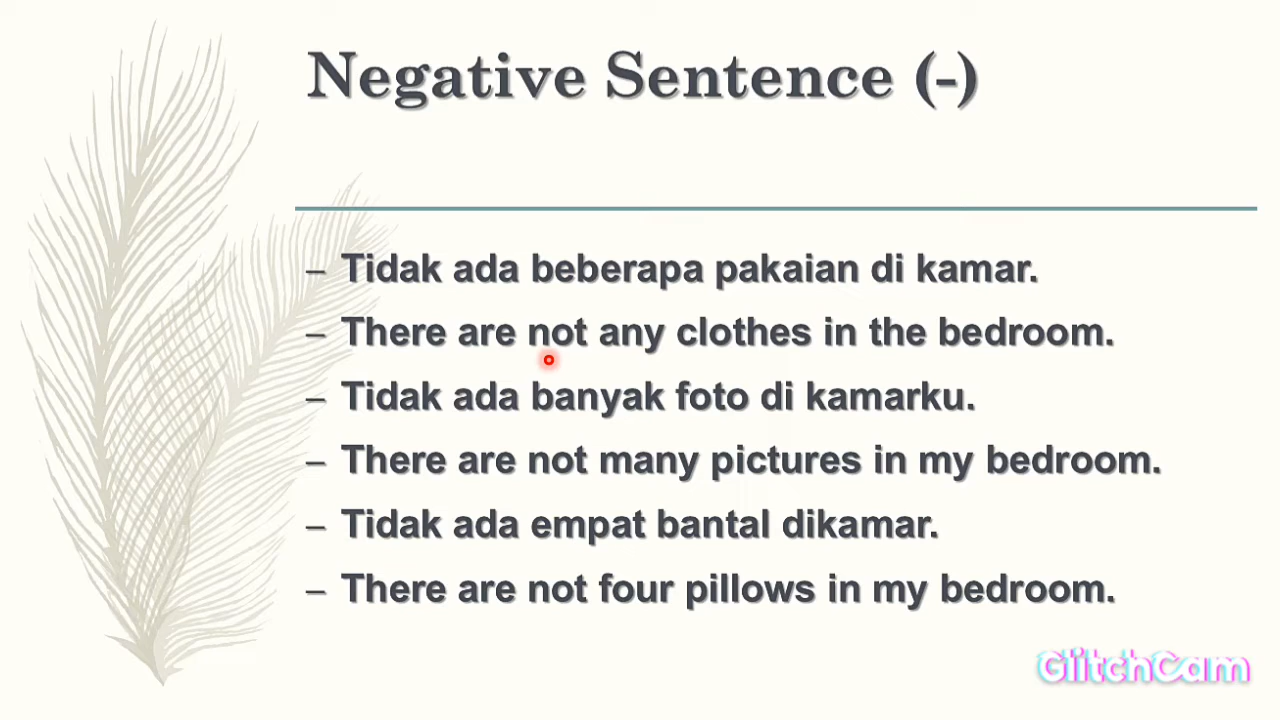 Negative Sentence (-)
– Tidak ada beberapa pakaian di kamar.
– There are not any clothes in the bedroom.
– Tidak ada banyak foto di kamarku.
– There are not many pictures in my bedroom.
– Tidak ada empat bantal dikamar.
– There are not four pillows in my bedroom.
GlitchCam